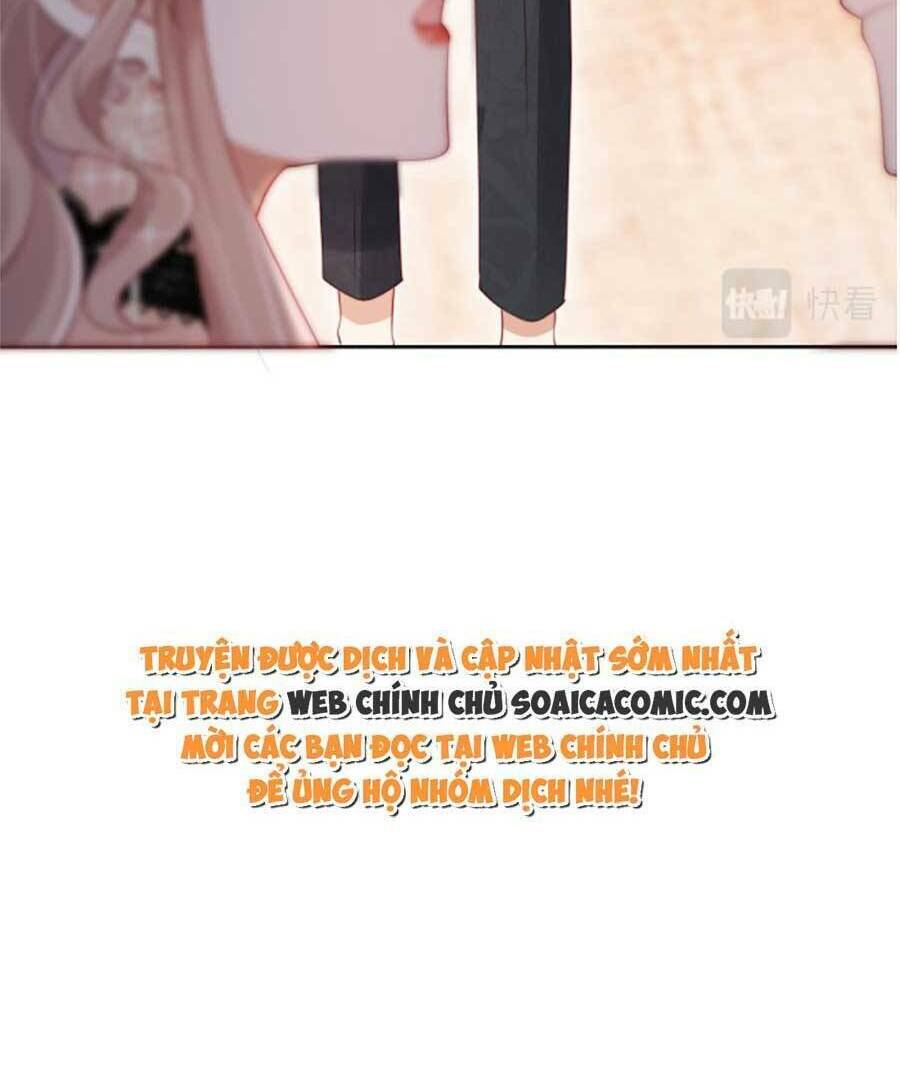 快看! 快看
TRUYỆN ĐƯỢC DỊCH VÀ CẬP NHẬT SỚM NHẤT
TẠI TRANG WEB CHÍNH CHỦ SOAICACOMIC.COM
MỜI CÁC BẠN ĐỌC TẠI WEB CHÍNH CHỦ
ĐỂ ỦNG HỘ NHÓM DỊCH NHÉ!